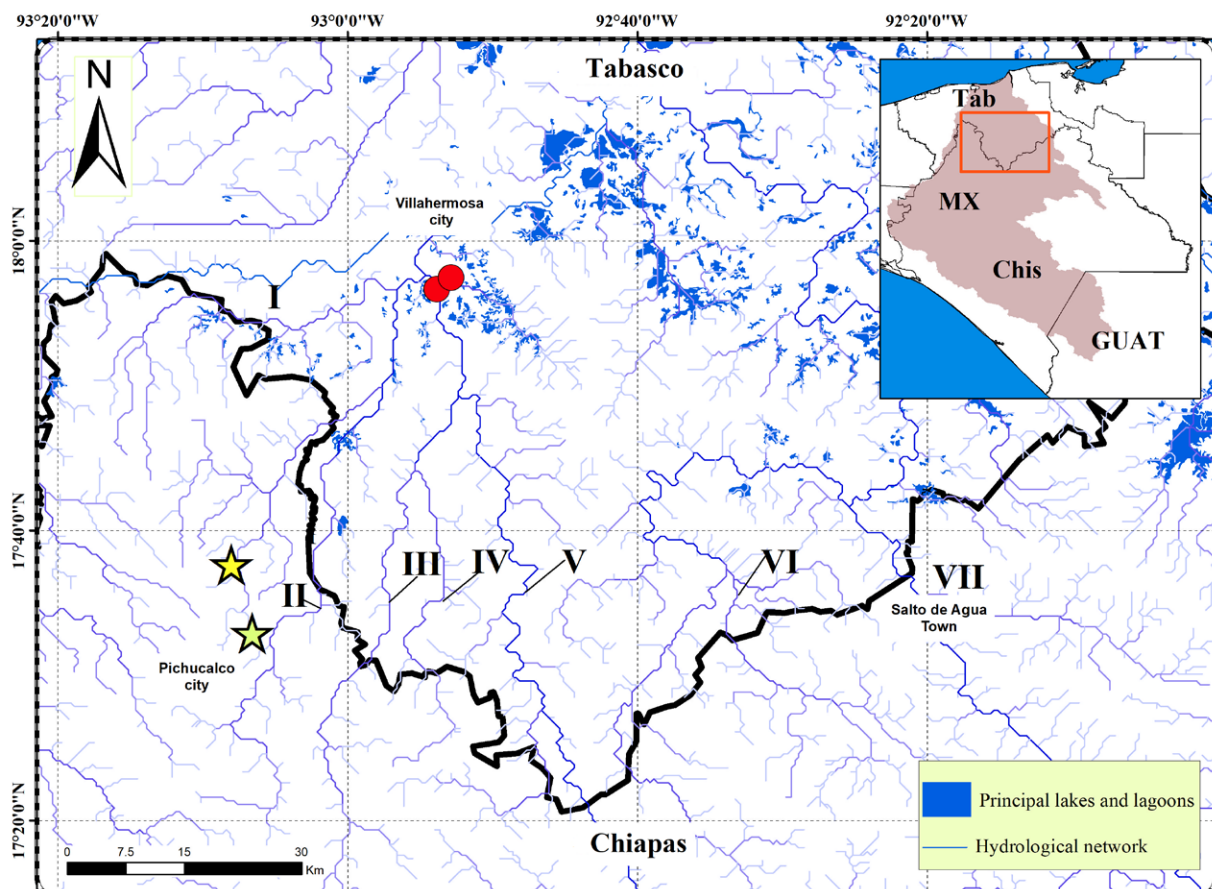 93°20'0"W
93°0'0"W
92°40'0"W
92°20'0"W
N
Tabasco
Tab
MX
Chis
GUAT
Villahermosa
city
18°0'0"N
I
17°40'0"N
II
III
IV
V
VI
VII
Salto de Agua
Town
Pichucalco
city
17°20'0"N
Chiapas
0
7.5
15
30
Km
Principal lakes and lagoons
Hydrological network